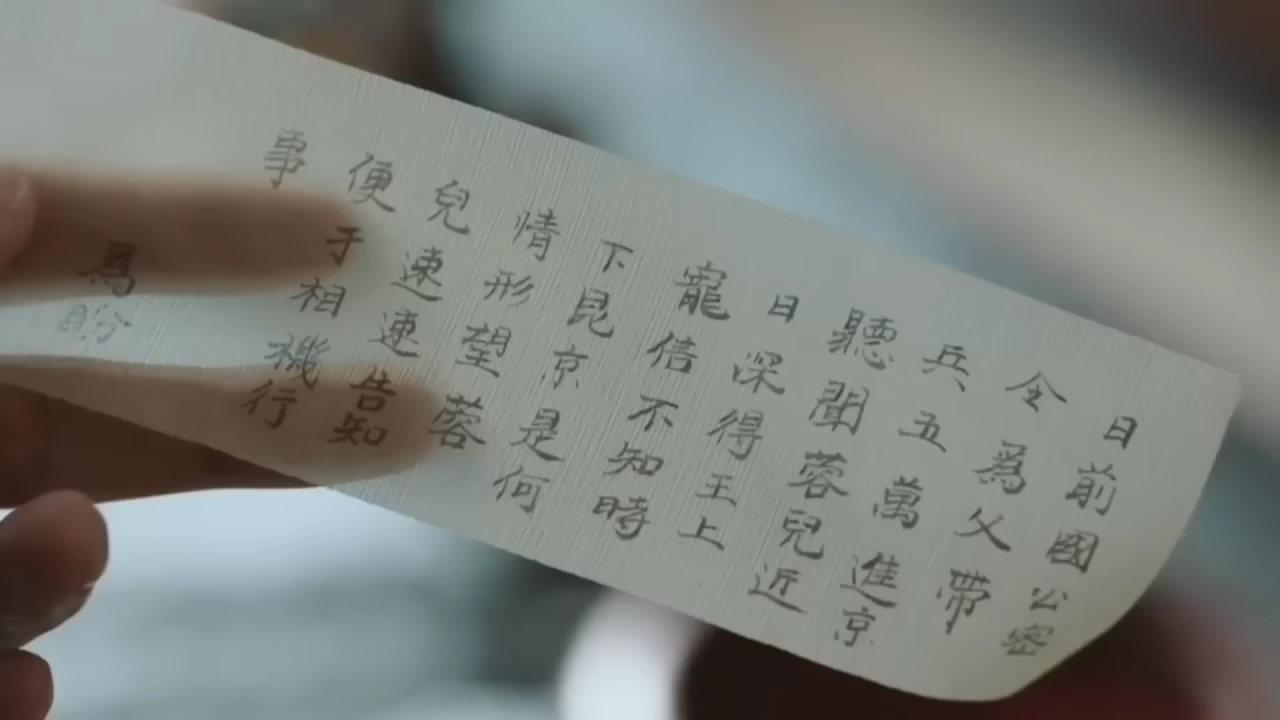 日前國公密
令爲父帶
兵五萬進京
聽聞蓉兒近
日深得王上
寵信不知時
下昆京是何
情形望蓉
兒速速告知
便于相機行
事
爲盼